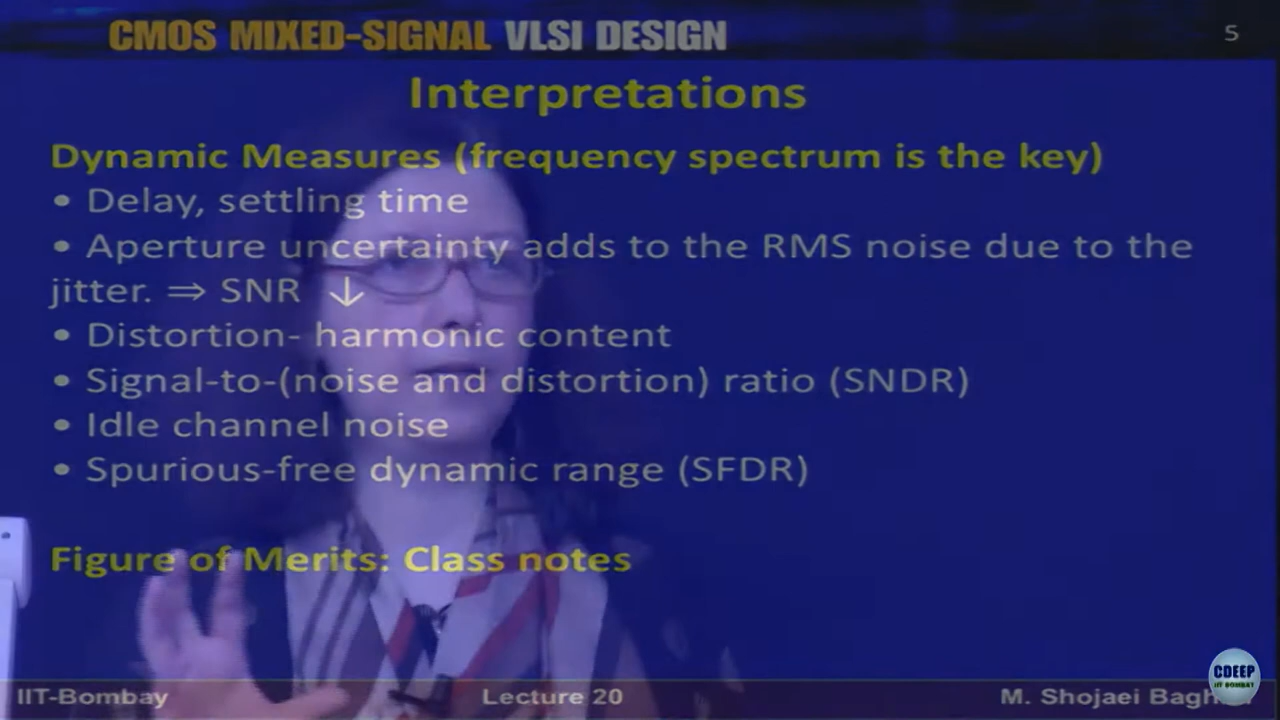 CMOS MIXED-SIGNAL VLSI DESIGN
5
Interpretations
Dynamic Measures (frequency spectrum is the key)
• Delay, settling time
• Aperture uncertainty adds to the RMS noise due to the
jitter. ⇒ SNR ↓
• Distortion- harmonic content
• Signal-to-(noise and distortion) ratio (SNDR)
• Idle channel noise
• Spurious-free dynamic range (SFDR)
Figure of Merits: Class notes
CDEEP
IIT BOMBAY
IIT-Bombay
Lecture 20
M. Shojaei